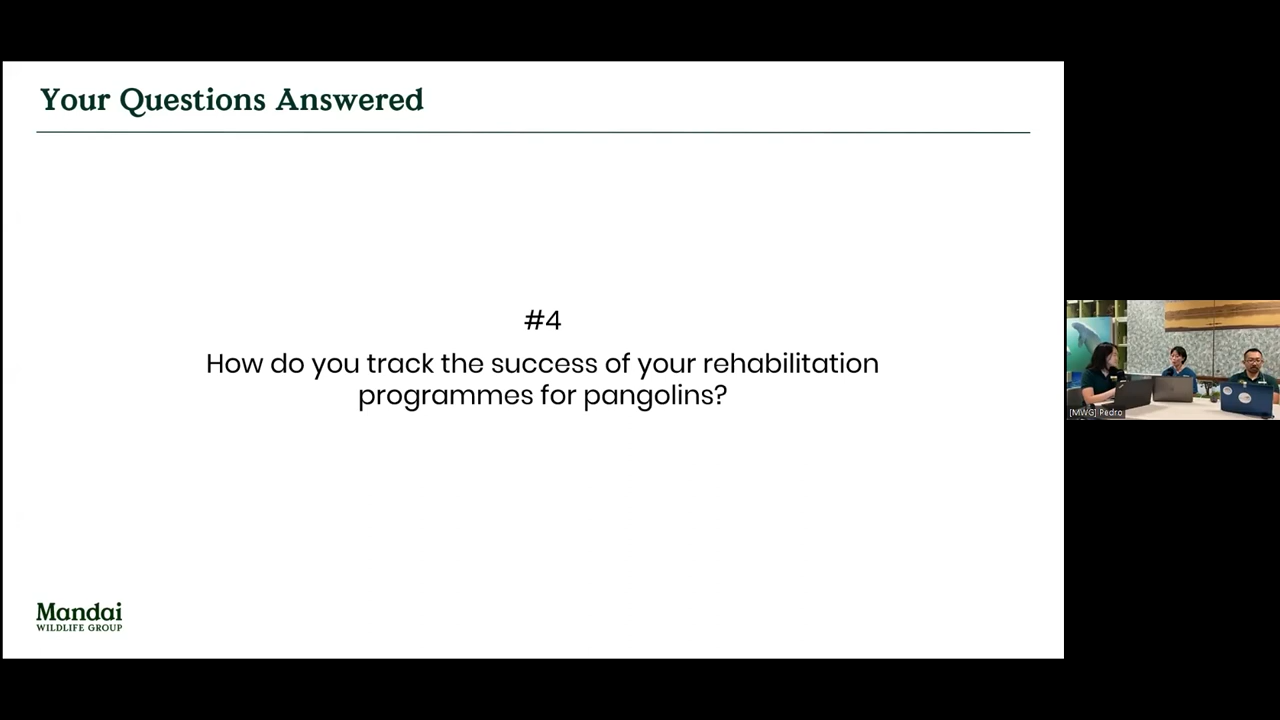 Your Questions Answered
#4
How do you track the success of your rehabilitation
programmes for pangolins?
Mandai
WILDLIFE GROUP
[MWG] Pedro